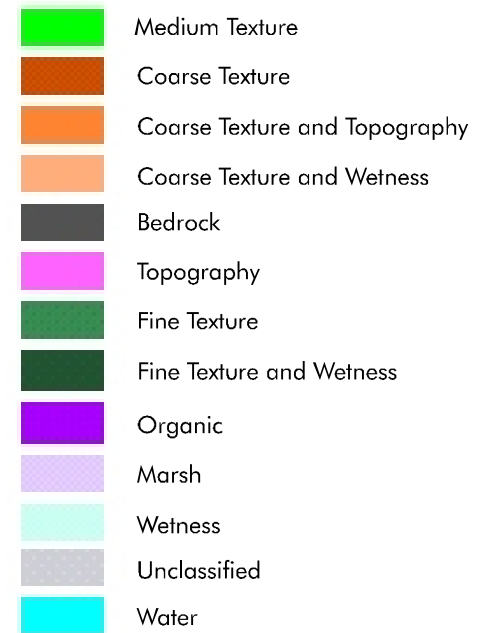 Medium Texture
Coarse Texture
Coarse Texture and Topography
Coarse Texture and Wetness
Bedrock
Topography
Fine Texture
Fine Texture and Wetness
Organic
Marsh
Wetness
Unclassified
Water